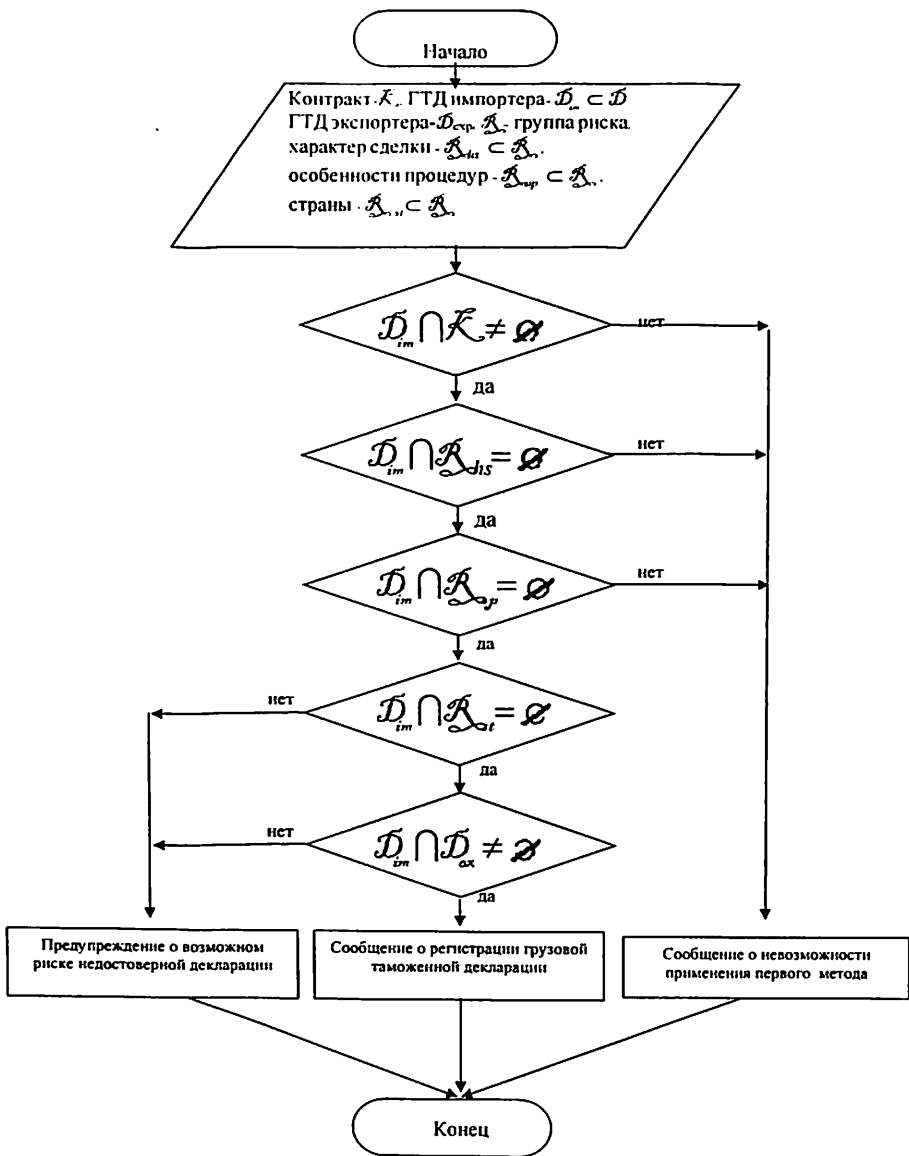 Начало
Контракт - K, ГТД импортера- D_im ⊂ D
ГТД экспортера-D_exp, R - группа риска.
характер сделки - R_hs ⊂ R,
особенности процедур - R ⊂ R,
страны - R_st ⊂ R
D_im ⋂ K ≠ ∅
нет
да
D_im ⋂ R_hs = ∅
нет
да
D_im ⋂ R_p = ∅
нет
да
нет
D_im ⋂ R_st = ∅
да
нет
D_im ⋂ D_ex ≠ ∅
да
Предупреждение о возможном
риске недостоверной декларации
Сообщение о регистрации грузовой
таможенной декларации
Сообщение о невозможности
применения первого метода
Конец